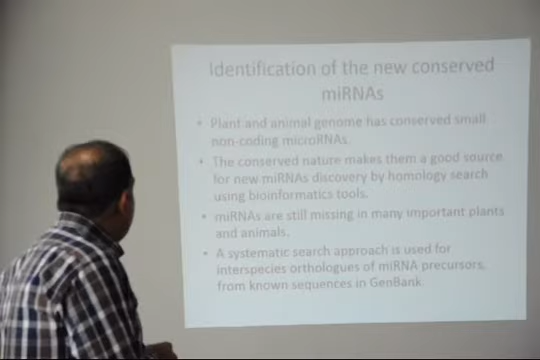 Identification of the new conserved
miRNAs
• Plant and animal genome has conserved small
non-coding microRNAs.
• The conserved nature makes them a good source
for new miRNAs discovery by homology search
using bioinformatics tools.
• miRNAs are still missing in many important plants
and animals.
• A systematic search approach is used for
interspecies orthologues of miRNA precursors,
from known sequences in GenBank.